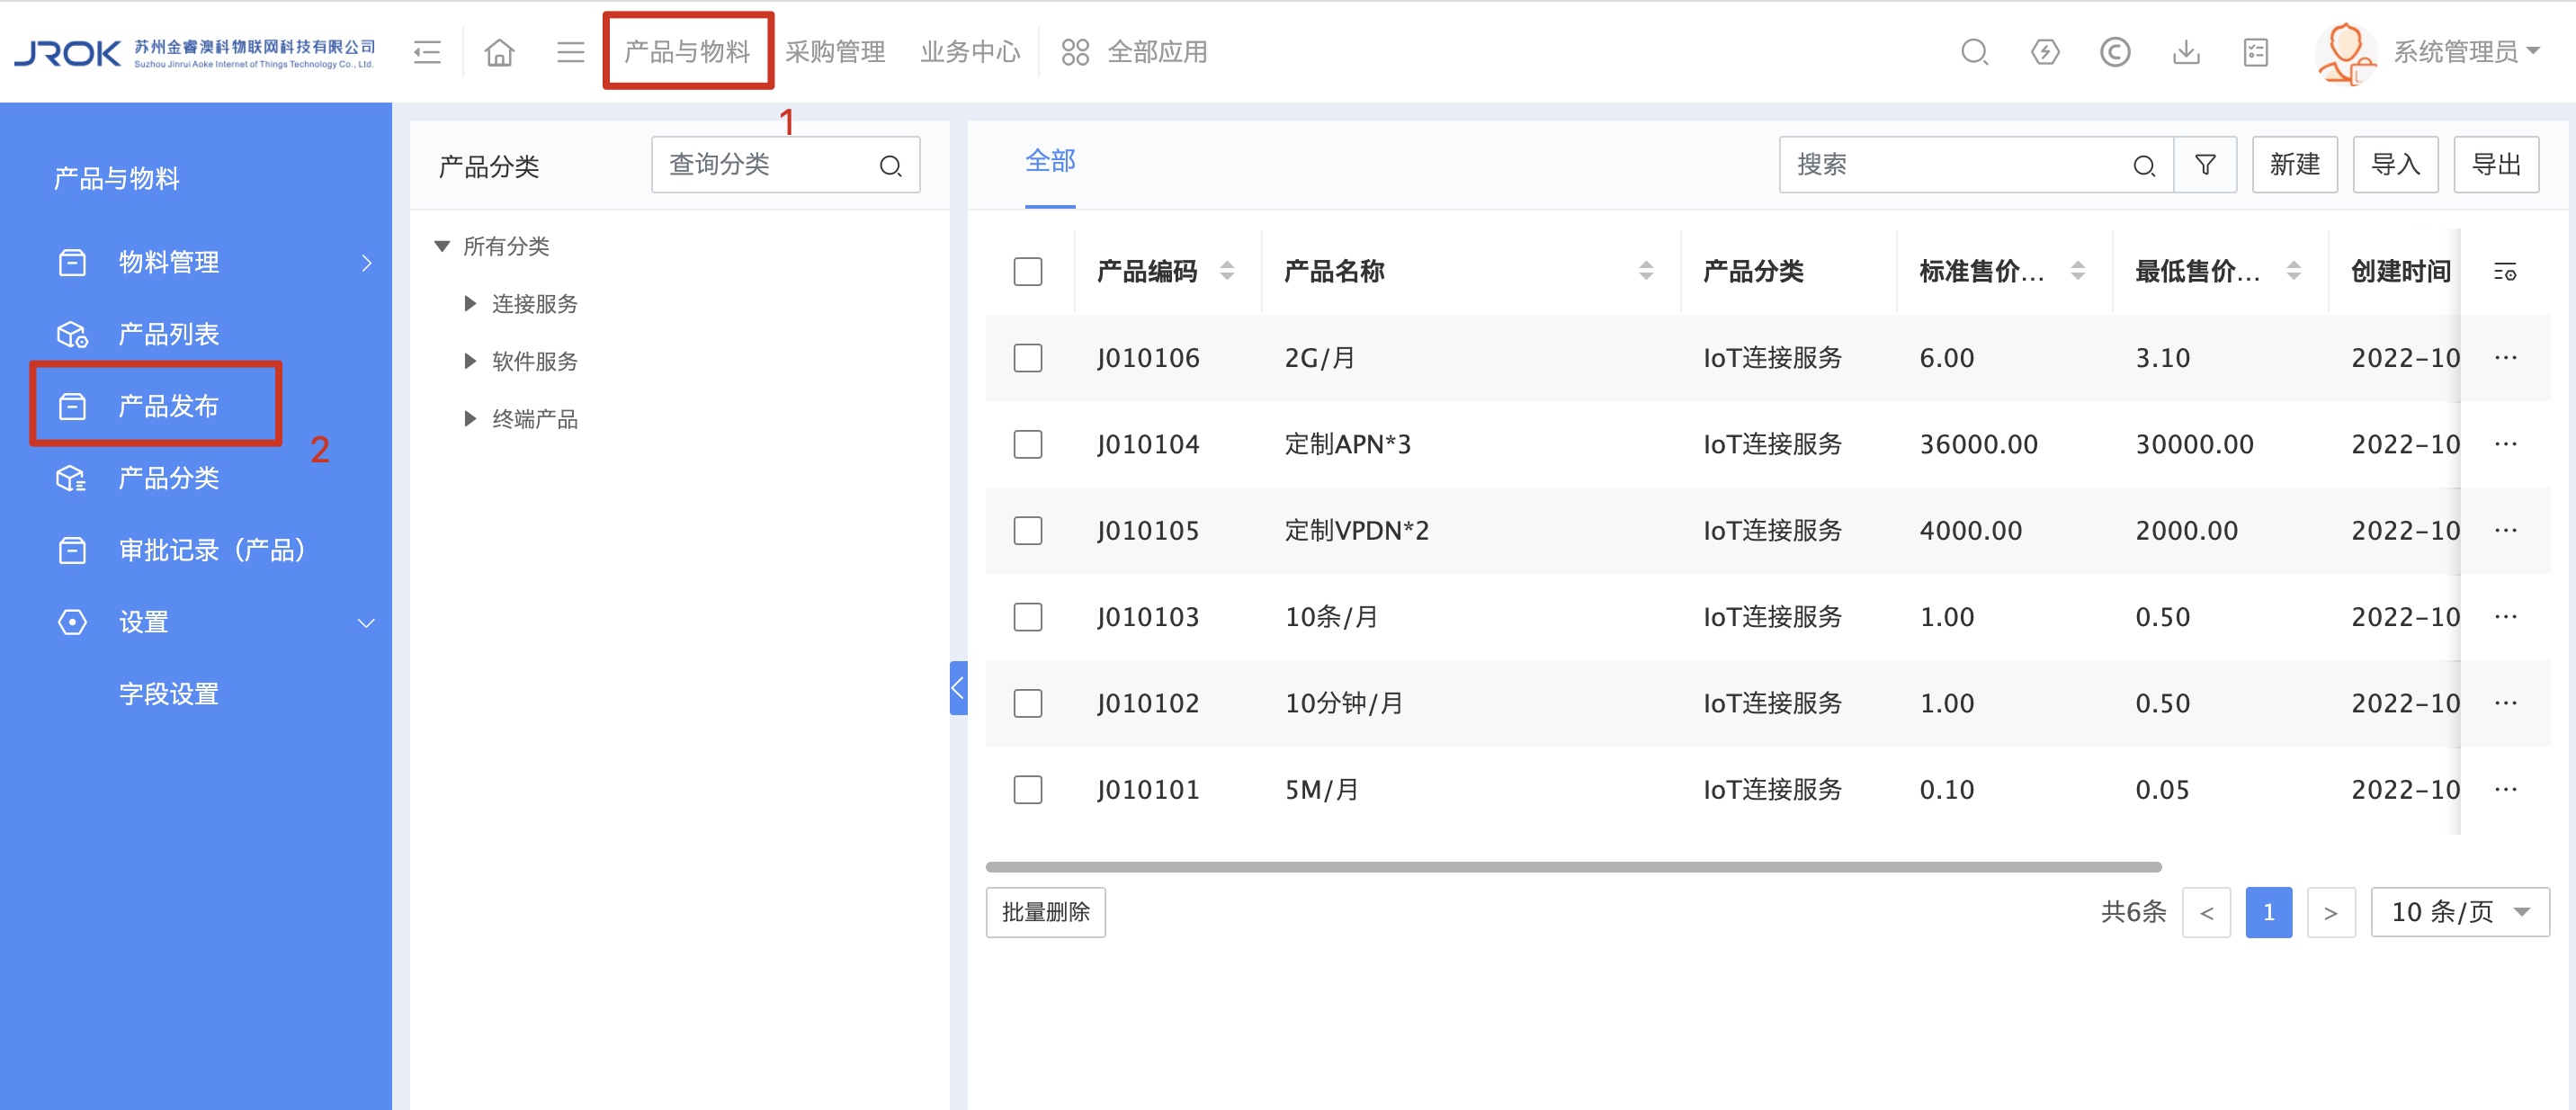 JROK 苏州金睿澳科物联网科技有限公司
Suzhou Jinrui Aoke Internet of Things Technology Co., Ltd.
产品与物料 采购管理 业务中心 全部应用 系统管理员
1
产品与物料
物料管理
产品列表
产品发布
2
产品分类
审批记录（产品）
设置
字段设置
产品分类 查询分类
所有分类
连接服务
软件服务
终端产品
全部 搜索 新建 导入 导出
产品编码 产品名称 产品分类 标准售价... 最低售价... 创建时间
J010106 2G/月 IoT连接服务 6.00 3.10 2022-10 ...
J010104 定制APN*3 IoT连接服务 36000.00 30000.00 2022-10 ...
J010105 定制VPDN*2 IoT连接服务 4000.00 2000.00 2022-10 ...
J010103 10条/月 IoT连接服务 1.00 0.50 2022-10 ...
J010102 10分钟/月 IoT连接服务 1.00 0.50 2022-10 ...
J010101 5M/月 IoT连接服务 0.10 0.05 2022-10 ...
批量删除 共6条 < 1 > 10 条/页